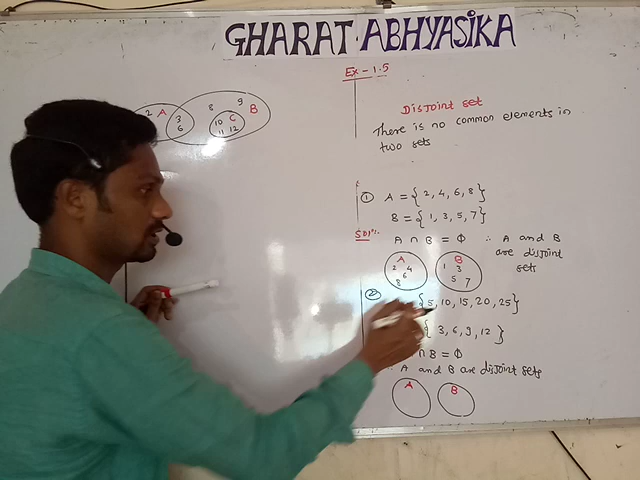 GHARAT ABHYASIKA
Ex - 1.5
2 A 3 6 8 9 B
10 C 11 12
Disjoint set
There is no common elements in
two sets
① A = { 2, 4, 6, 8 }
B = { 1, 3, 5, 7 }
Solⁿ:
A ∩ B = Φ ∴ A and B
are disjoint
sets
A 2 4 6 8
B 1 3 5 7
② { 5, 10, 15, 20, 25 }
{ 3, 6, 9, 12 }
∩ B = Φ
A and B are disjoint sets
A B